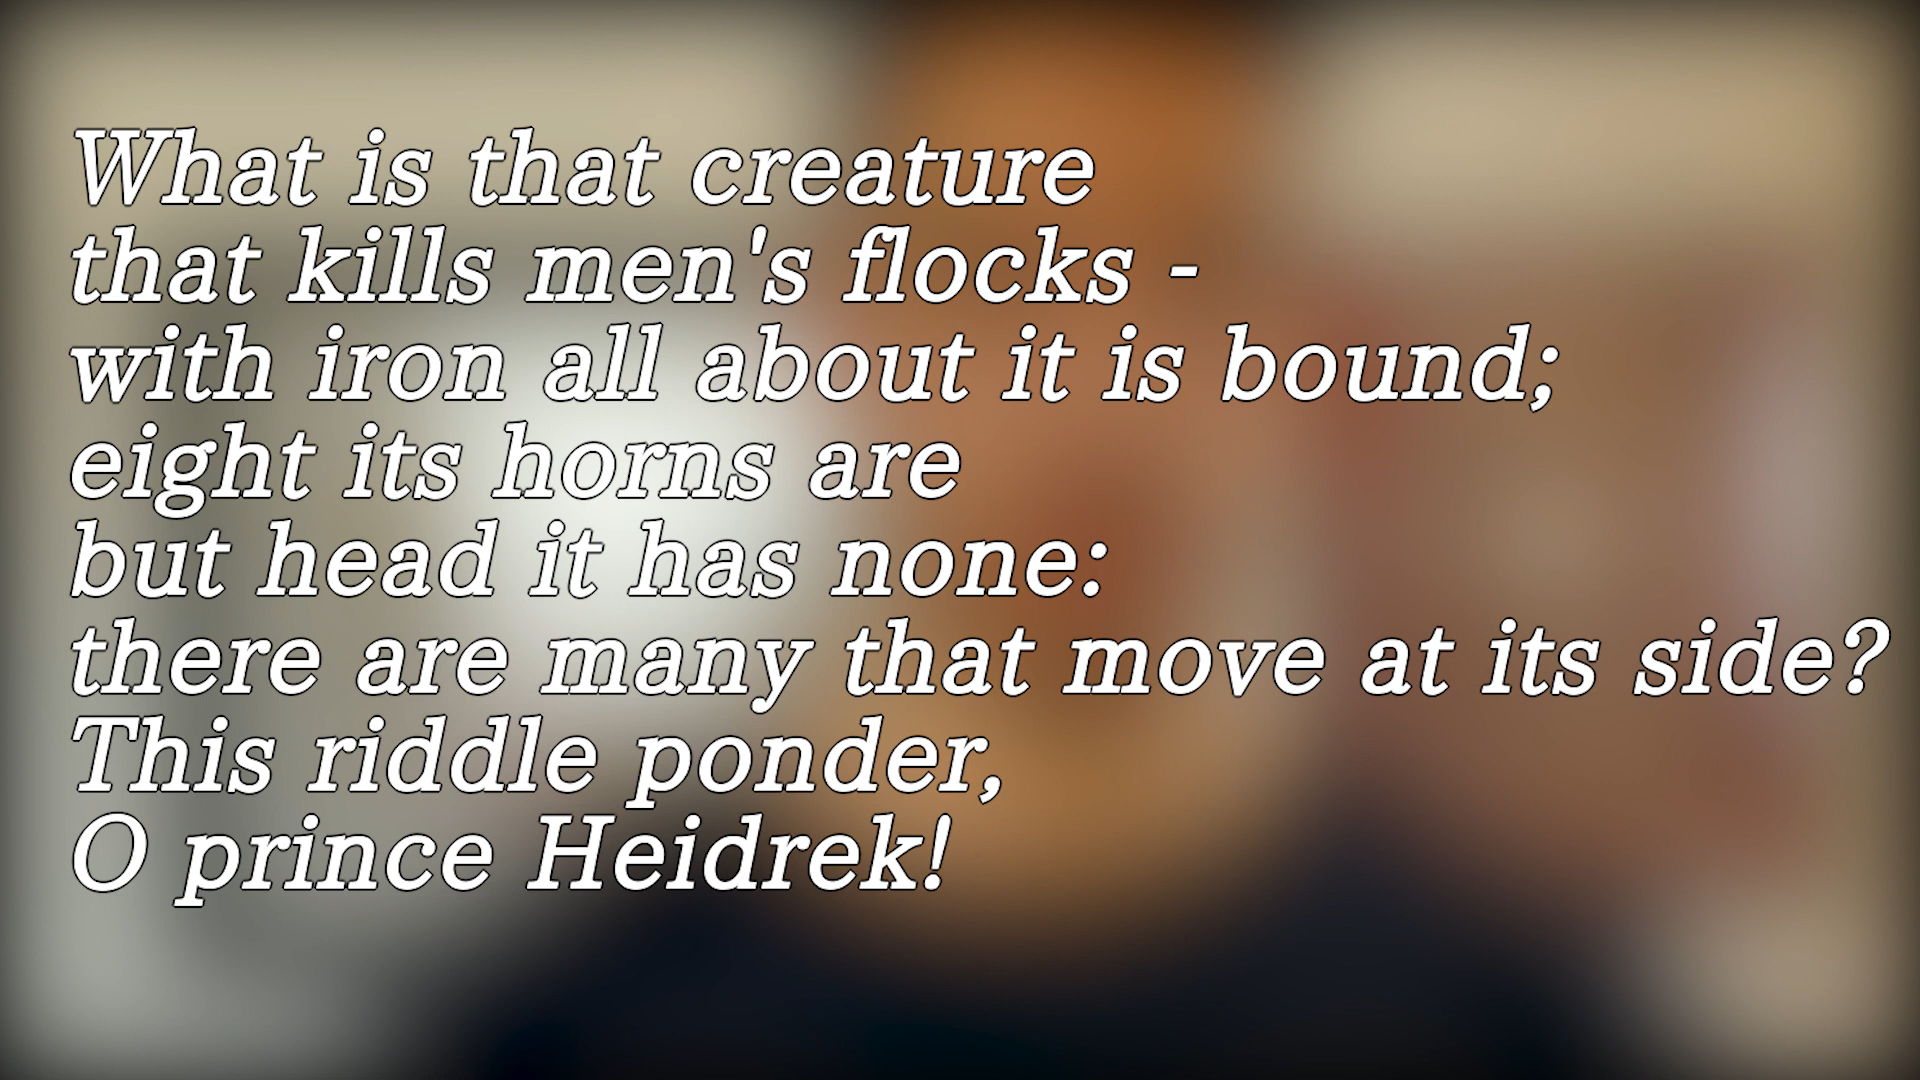 What is that creature
that kills men's flocks -
with iron all about it is bound;
eight its horns are
but head it has none:
there are many that move at its side?
This riddle ponder,
O prince Heidrek!